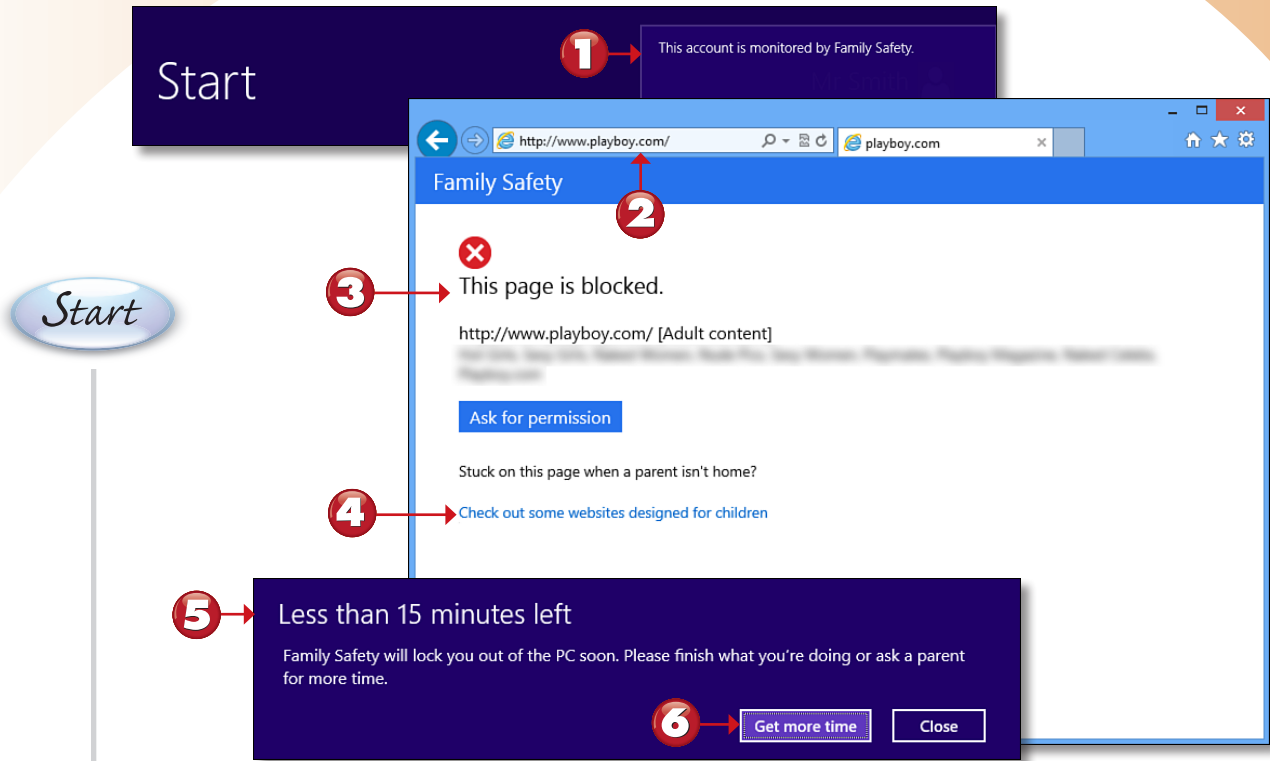 Start
1
This account is monitored by Family Safety.
Mr Smith
http://www.playboy.com/
playboy.com
Family Safety
2
This page is blocked.
3
http://www.playboy.com/ [Adult content]
Start
Ask for permission
Stuck on this page when a parent isn't home?
4
Check out some websites designed for children
5
Less than 15 minutes left
Family Safety will lock you out of the PC soon. Please finish what you're doing or ask a parent
for more time.
6
Get more time
Close